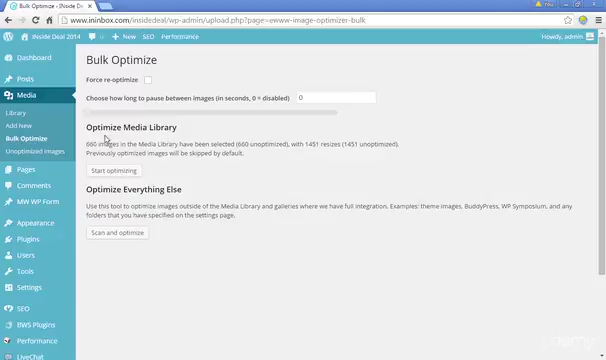 Bulk Optimize ‹ iNside Deal
www.ininbox.com/insidedeal/wp-admin/upload.php?page=ewww-image-optimizer-bulk
iNside Deal 2014 0 + New SEO Performance Howdy, admin
Dashboard
Posts
Media
Library
Add New
Bulk Optimize
Unoptimized Images
Pages
Comments
MW WP Form
Appearance
Plugins
Users
Tools
Settings
SEO
BWS Plugins
Performance
LiveChat
Bulk Optimize
Force re-optimize
Choose how long to pause between images (in seconds, 0 = disabled) 0
Optimize Media Library
660 images in the Media Library have been selected (660 unoptimized), with 1451 resizes (1451 unoptimized).
Previously optimized images will be skipped by default.
Start optimizing
Optimize Everything Else
Use this tool to optimize images outside of the Media Library and galleries where we have full integration. Examples: theme images, BuddyPress, WP Symposium, and any
folders that you have specified on the settings page.
Scan and optimize
udemy